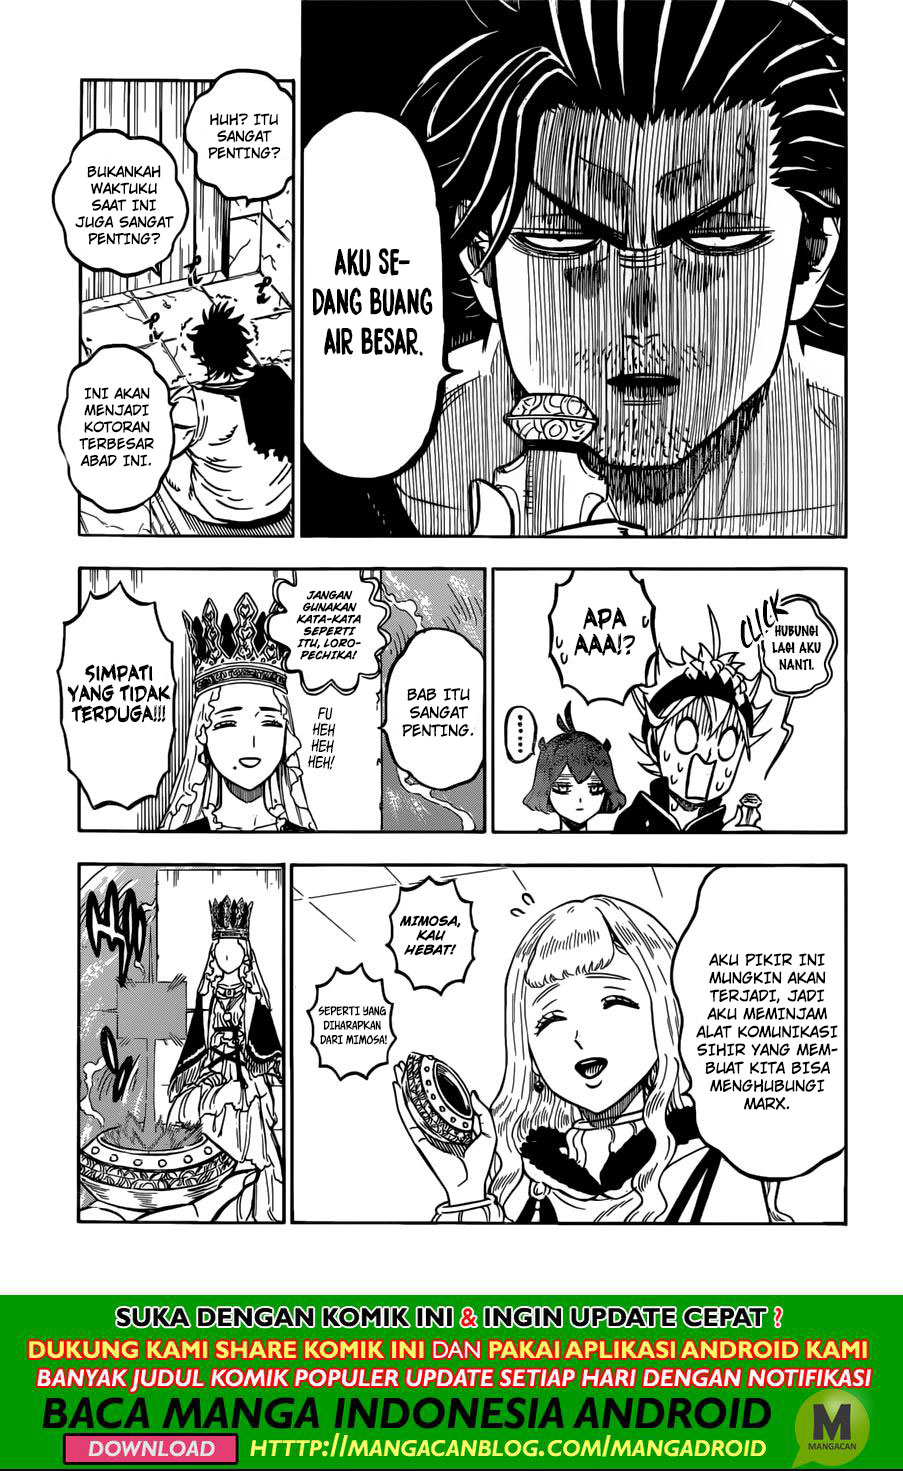 AKU SE-
DANG BUANG
AIR BESAR.
HUH? ITU
SANGAT
PENTING?
BUKANKAH
WAKTUKU
SAAT INI
JUGA SANGAT
PENTING?
INI AKAN
MENJADI
KOTORAN
TERBESAR
ABAD INI.
CLICK
HUBUNGI
LAGI AKU
NANTI.
APA
AAA!?
......
BAB ITU
SANGAT
PENTING.
JANGAN
GUNAKAN
KATA-KATA
SEPERTI
ITU, LORO-
PECHIKA!
FU
HEH
HEH
HEH!
SIMPATI
YANG TIDAK
TERDUGA!!!
AKU PIKIR INI
MUNGKIN AKAN
TERJADI, JADI
AKU MEMINJAM
ALAT KOMUNIKASI
SIHIR YANG MEM-
BUAT KITA BISA
MENGHUBUNGI
MARX.
MIMOSA,
KAU
HEBAT!
SEPERTI YANG
DIHARAPKAN
DARI MIMOSA!
SUKA DENGAN KOMIK INI & INGIN UPDATE CEPAT ?
DUKUNG KAMI SHARE KOMIK INI DAN PAKAI APLIKASI ANDROID KAMI
BANYAK JUDUL KOMIK POPULER UPDATE SETIAP HARI DENGAN NOTIFIKASI
BACA MANGA INDONESIA ANDROID
DOWNLOAD HTTTP://MANGACANBLOG.COM/MANGADROID
M
MANGACAN